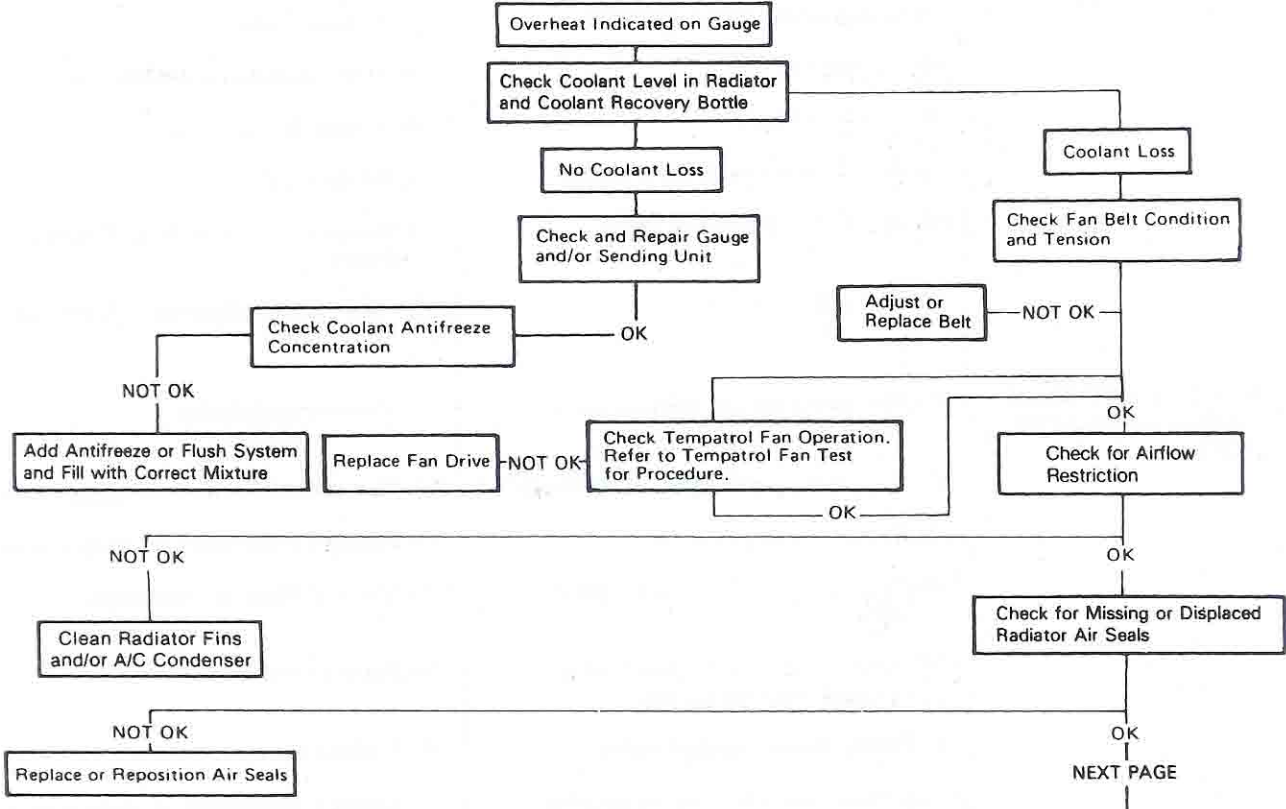 Overheat Indicated on Gauge
Check Coolant Level in Radiator
and Coolant Recovery Bottle
No Coolant Loss
Coolant Loss
Check and Repair Gauge
and/or Sending Unit
Check Fan Belt Condition
and Tension
Adjust or
Replace Belt
NOT OK
Check Coolant Antifreeze
Concentration
OK
NOT OK
Add Antifreeze or Flush System
and Fill with Correct Mixture
Replace Fan Drive
NOT OK
Check Tempatrol Fan Operation.
Refer to Tempatrol Fan Test
for Procedure.
OK
OK
Check for Airflow
Restriction
NOT OK
OK
Clean Radiator Fins
and/or A/C Condenser
Check for Missing or Displaced
Radiator Air Seals
NOT OK
OK
Replace or Reposition Air Seals
NEXT PAGE